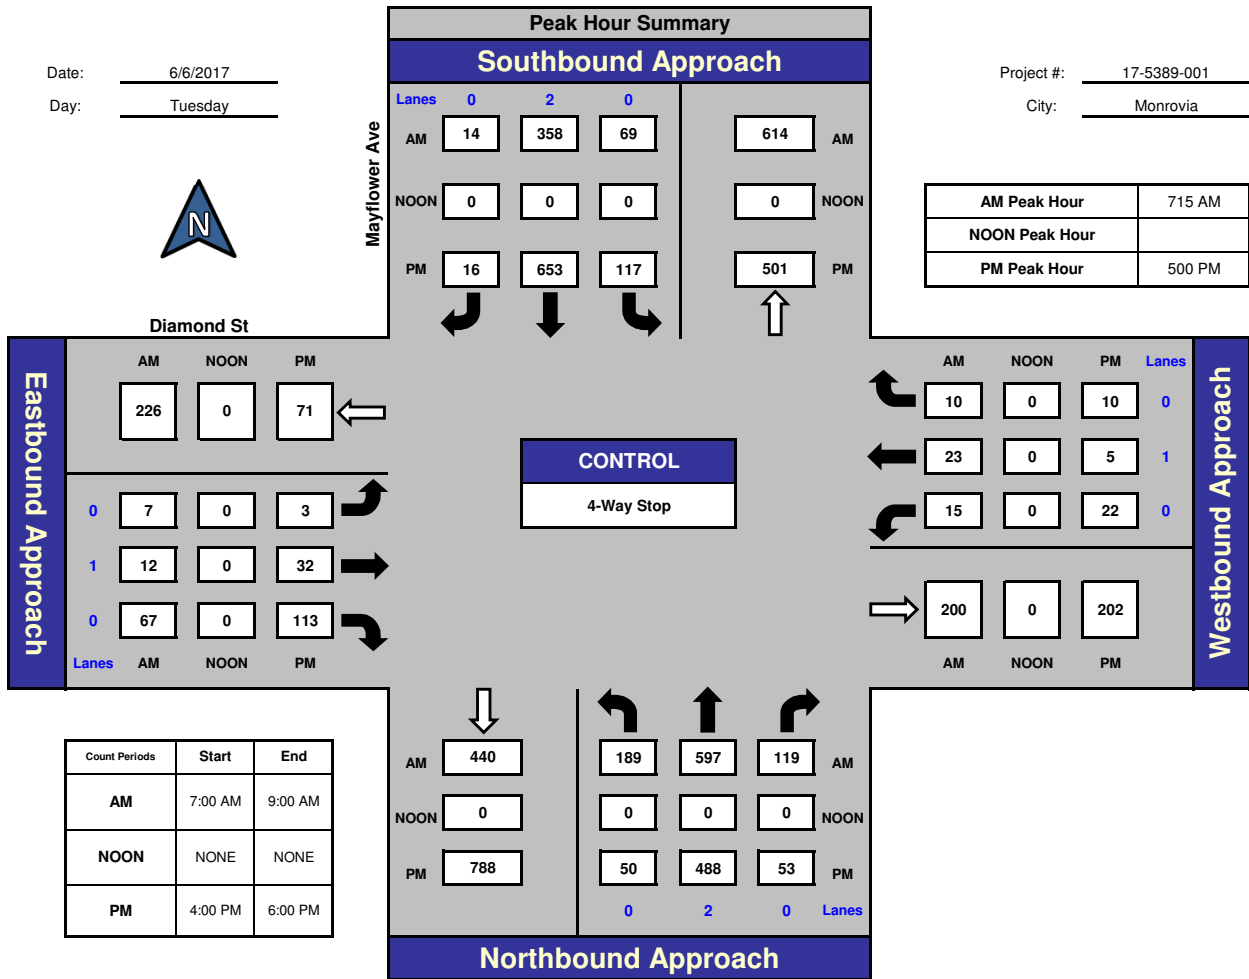 Peak Hour Summary
Southbound Approach
Date: 6/6/2017
Day: Tuesday
Project #: 17-5389-001
City: Monrovia
Mayflower Ave
Lanes 0 2 0
AM 14 358 69 614 AM
NOON 0 0 0 0 NOON
PM 16 653 117 501 PM
N
AM Peak Hour 715 AM
NOON Peak Hour
PM Peak Hour 500 PM
Diamond St
Eastbound Approach
AM NOON PM
226 0 71
0 7 0 3
1 12 0 32
0 67 0 113
Lanes AM NOON PM
CONTROL
4-Way Stop
AM NOON PM Lanes
10 0 10 0
23 0 5 1
15 0 22 0
200 0 202
AM NOON PM
Westbound Approach
Count Periods Start End
AM 7:00 AM 9:00 AM
NOON NONE NONE
PM 4:00 PM 6:00 PM
AM 440 189 597 119 AM
NOON 0 0 0 0 NOON
PM 788 50 488 53 PM
0 2 0 Lanes
Northbound Approach